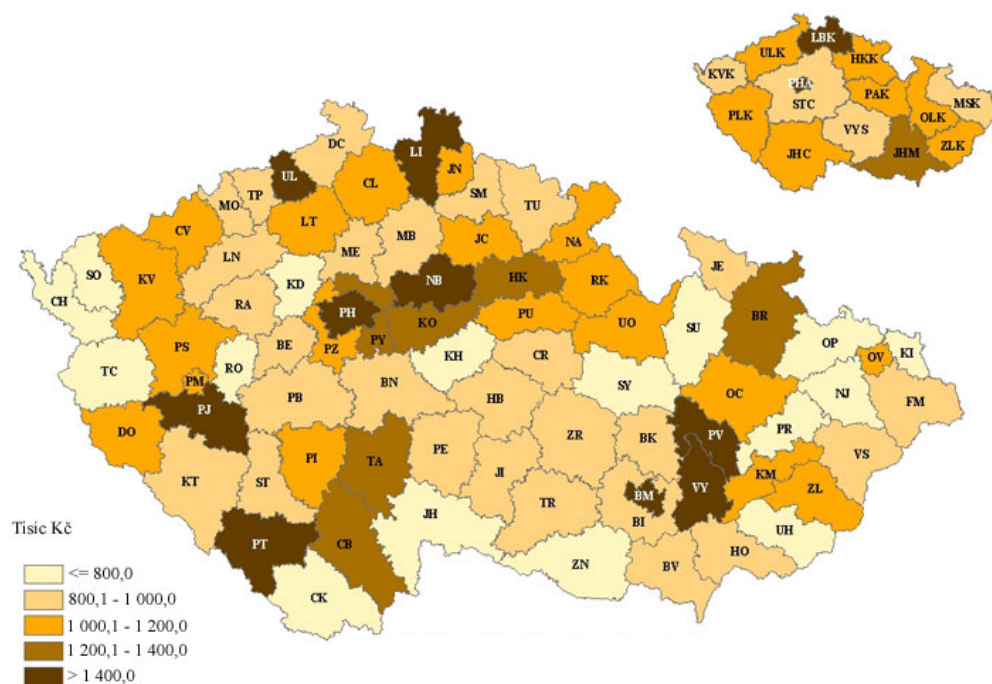 LBK
ULK
HKK
KVK
PHA
PAK
STC
MSK
PLK
OLK
VYS
JHC
JHM
ZLK
DC
LI
UL
JN
CL
TP
SM
MO
TU
LT
CV
MB
JC
NA
ME
LN
SO
KD
NB
HK
JE
KV
CH
RK
RA
PH
BR
KO
PU
UO
SU
PS
BE
PZ
PY
OP
OV
KI
KH
CR
TC
RO
SY
PM
BN
NJ
OC
FM
PB
HB
PJ
DO
PR
PV
ZR
BK
PE
PI
TA
VS
KT
ST
JI
KM
ZL
VY
BM
TR
JH
BI
UH
Tisíc Kč
PT
CB
HO
ZN
BV
CK
<= 800,0
800,1 - 1 000,0
1 000,1 - 1 200,0
1 200,1 - 1 400,0
> 1 400,0